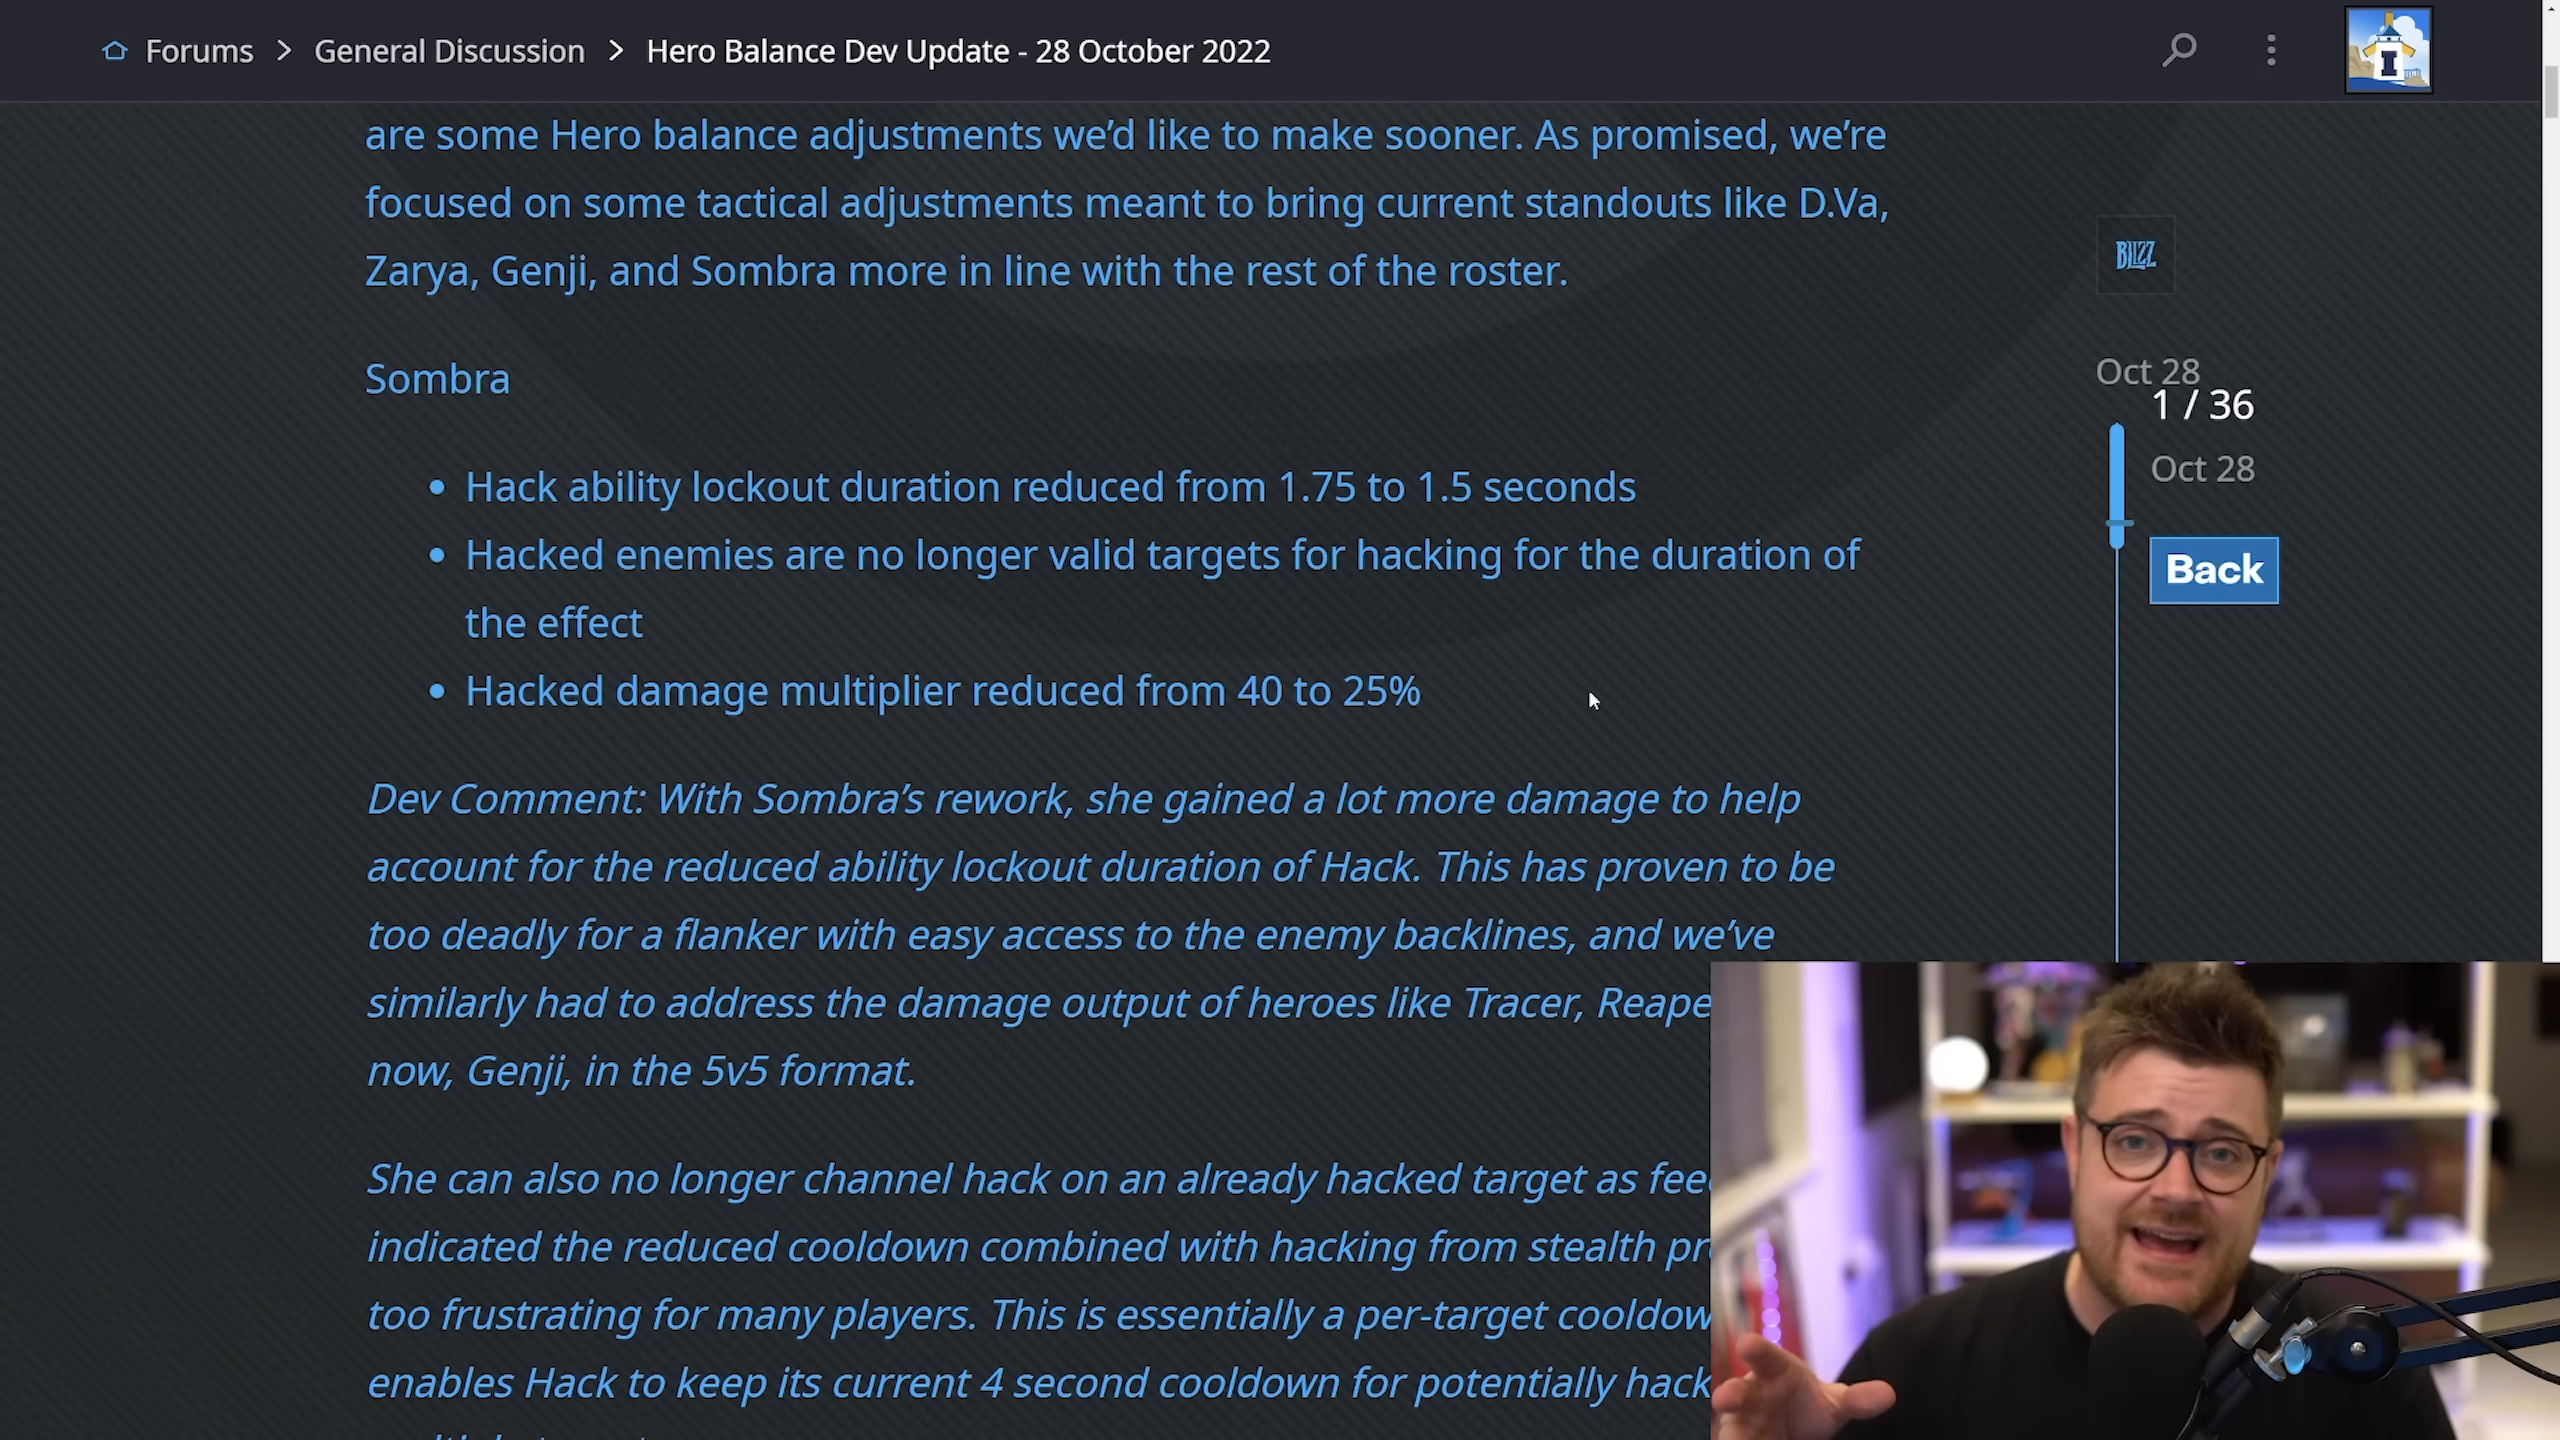 Forums > General Discussion > Hero Balance Dev Update - 28 October 2022
are some Hero balance adjustments we’d like to make sooner. As promised, we’re
focused on some tactical adjustments meant to bring current standouts like D.Va,
Zarya, Genji, and Sombra more in line with the rest of the roster.
BLIZZ
Sombra
Oct 28
1 / 36
Oct 28
Back
• Hack ability lockout duration reduced from 1.75 to 1.5 seconds
• Hacked enemies are no longer valid targets for hacking for the duration of
the effect
• Hacked damage multiplier reduced from 40 to 25%
Dev Comment: With Sombra’s rework, she gained a lot more damage to help
account for the reduced ability lockout duration of Hack. This has proven to be
too deadly for a flanker with easy access to the enemy backlines, and we’ve
similarly had to address the damage output of heroes like Tracer, Reape
now, Genji, in the 5v5 format.
She can also no longer channel hack on an already hacked target as fee
indicated the reduced cooldown combined with hacking from stealth pr
too frustrating for many players. This is essentially a per-target cooldow
enables Hack to keep its current 4 second cooldown for potentially hack